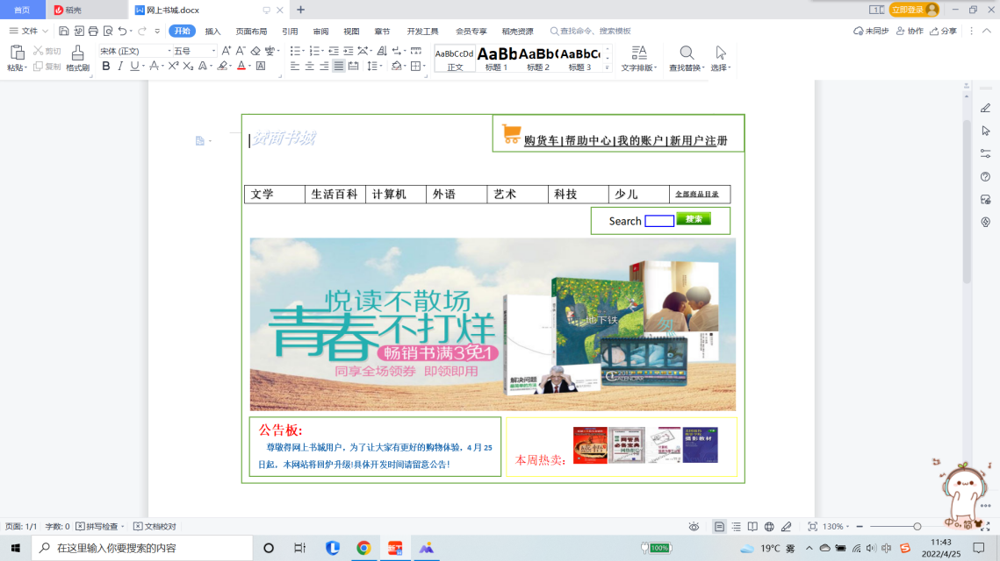 首页 稻壳 网上书城.docx
文件 开始 插入 页面布局 引用 审阅 视图 章节 开发工具 会员专享 稻壳资源 查找命令、搜索模板 未同步 协作 分享
立即登录
粘贴 剪切 复制 格式刷 宋体 (正文) 五号
AaBbCcDd 正文 AaBb 标题 1 AaBb( 标题 2 AaBbC 标题 3 文字排版 查找替换 选择
贺商书城
购货车|帮助中心|我的账户|新用户注册
文学 生活百科 计算机 外语 艺术 科技 少儿 全部商品目录
Search 搜索
悦读不散场
青春不打烊
畅销书满3免1
同享全场领券 即领即用
地下铁
解决问题
公告板:
尊敬得网上书城用户，为了让大家有更好的购物体验，4 月 25
日起，本网站将回炉升级!具体开发时间请留意公告!
本周热卖:
摄影教材
页面: 1/1 字数: 0 拼写检查 文档校对 130%
在这里输入你要搜索的内容
100% 19°C 雾 中 11:43
2022/4/25